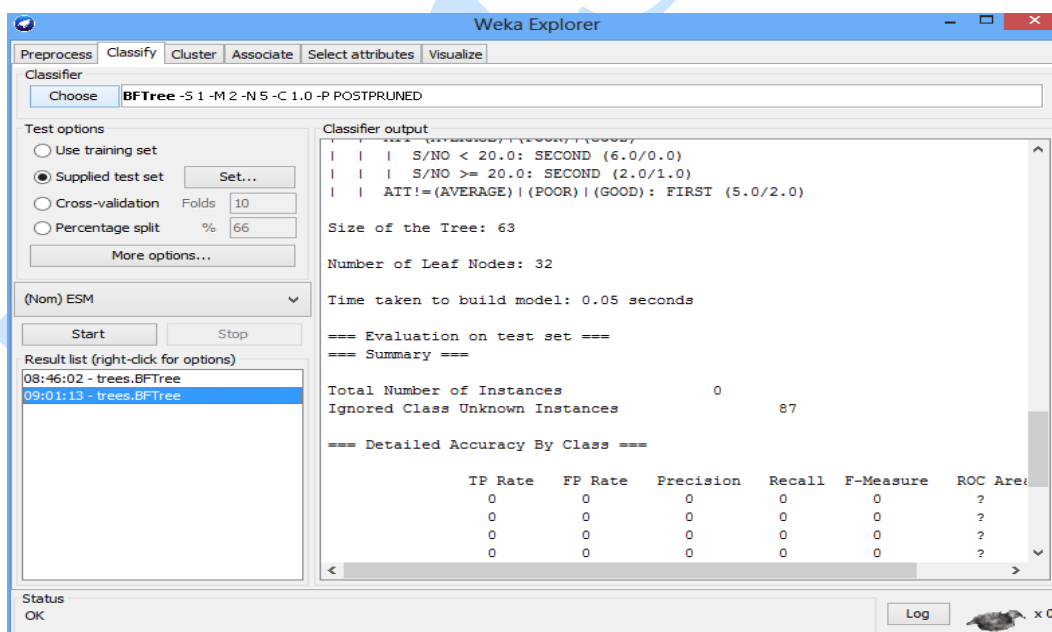 Weka Explorer
Preprocess Classify Cluster Associate Select attributes Visualize
Classifier
Choose BFTree -S 1 -M 2 -N 5 -C 1.0 -P POSTPRUNED
Test options
Use training set
Supplied test set Set...
Cross-validation Folds 10
Percentage split % 66
More options...
(Nom) ESM
Start Stop
Result list (right-click for options)
08:46:02 - trees.BFTree
09:01:13 - trees.BFTree
Classifier output
| | | S/NO < 20.0: SECOND (6.0/0.0)
| | | S/NO >= 20.0: SECOND (2.0/1.0)
| | ATT!=(AVERAGE)|(POOR)|(GOOD): FIRST (5.0/2.0)
Size of the Tree: 63
Number of Leaf Nodes: 32
Time taken to build model: 0.05 seconds
=== Evaluation on test set ===
=== Summary ===
Total Number of Instances 0
Ignored Class Unknown Instances 87
=== Detailed Accuracy By Class ===
TP Rate FP Rate Precision Recall F-Measure ROC Area
0 0 0 0 0 ?
0 0 0 0 0 ?
0 0 0 0 0 ?
0 0 0 0 0 ?
Status
OK
Log
x 0